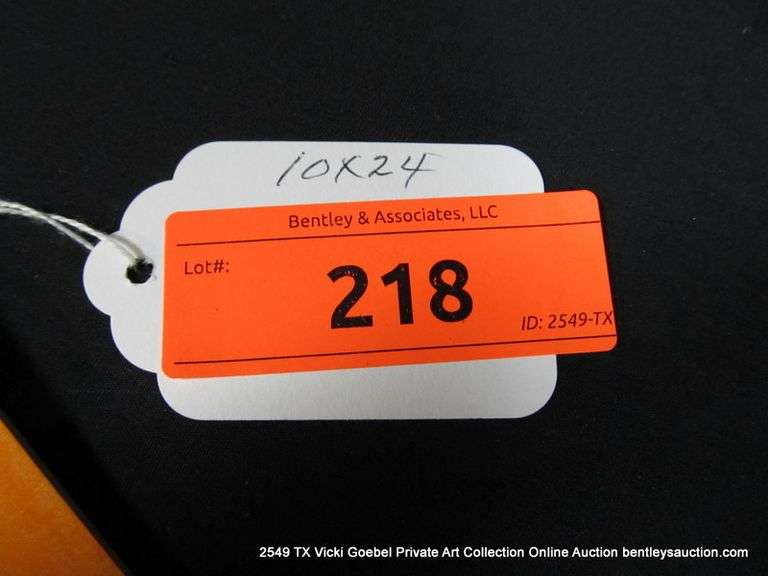 10X24
Bentley & Associates, LLC
Lot#:
218
ID: 2549-TX
2549 TX Vicki Goebel Private Art Collection Online Auction bentleysauction.com